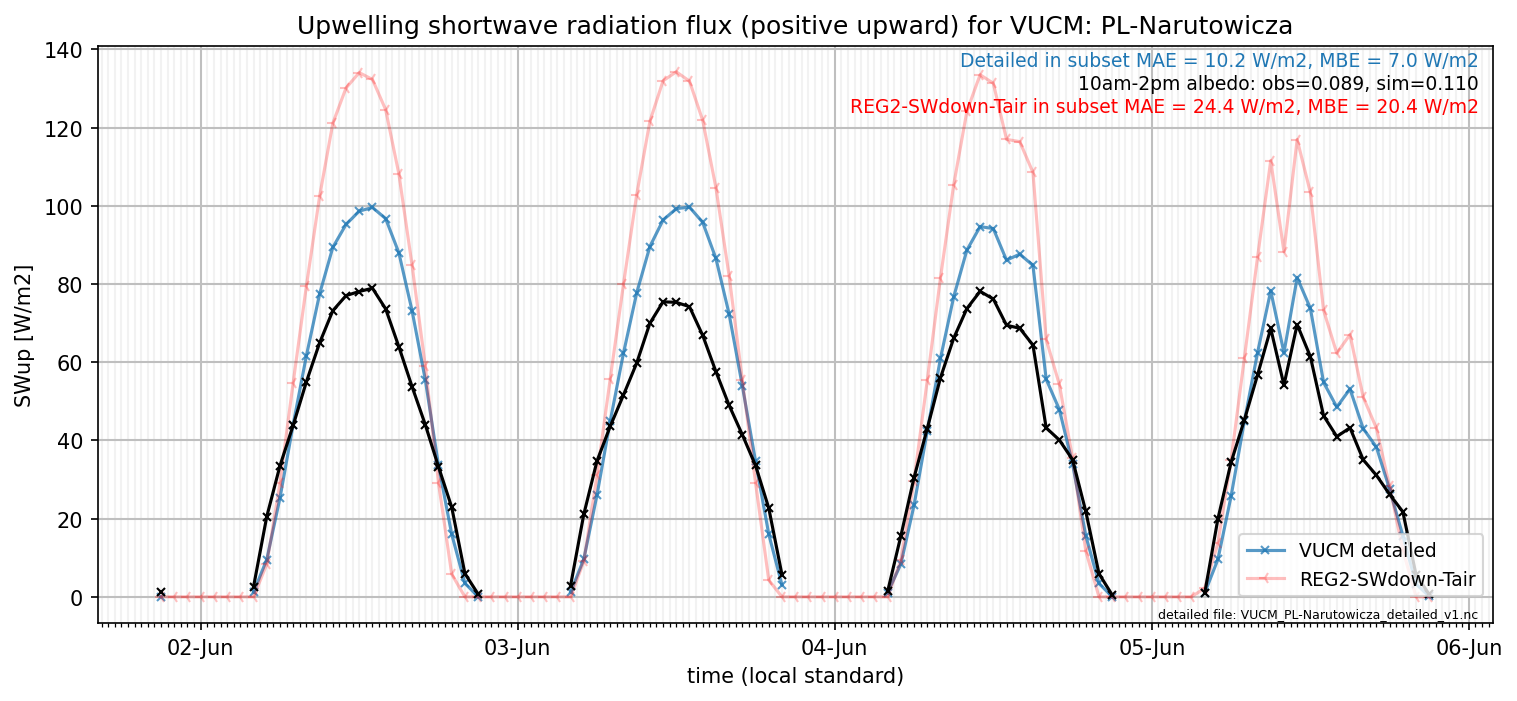 Upwelling shortwave radiation flux (positive upward) for VUCM: PL-Narutowicza
Detailed in subset MAE = 10.2 W/m2, MBE = 7.0 W/m2
10am-2pm albedo: obs=0.089, sim=0.110
REG2-SWdown-Tair in subset MAE = 24.4 W/m2, MBE = 20.4 W/m2
SWup [W/m2]
140
120
100
80
60
40
20
0
VUCM detailed
REG2-SWdown-Tair
detailed file: VUCM_PL-Narutowicza_detailed_v1.nc
02-Jun 03-Jun 04-Jun 05-Jun 06-Jun
time (local standard)